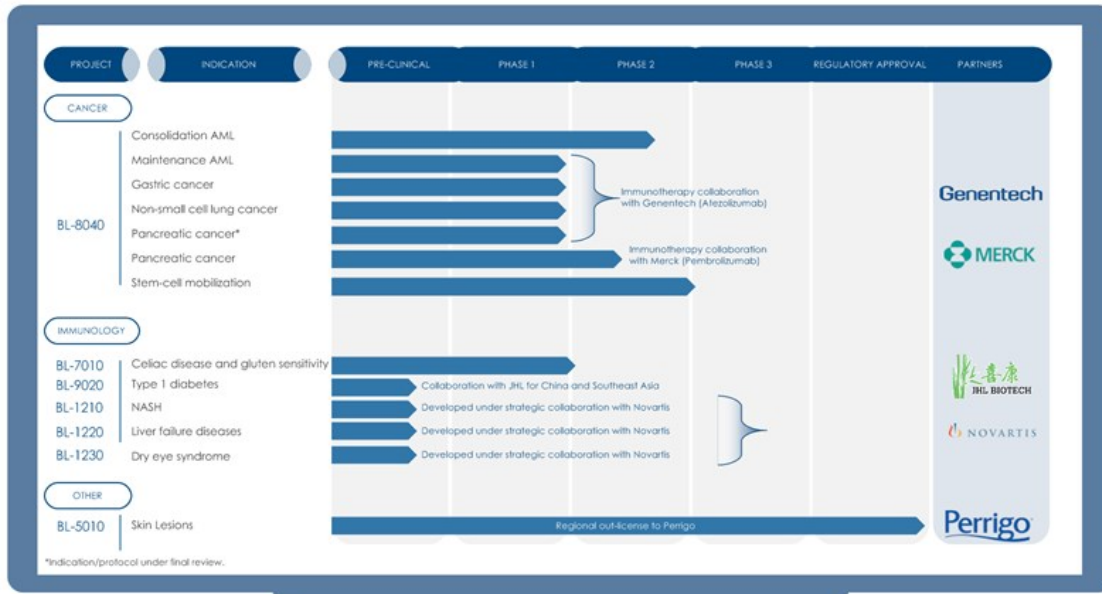 PROJECT INDICATION PRE-CLINICAL PHASE 1 PHASE 2 PHASE 3 REGULATORY APPROVAL PARTNERS
CANCER
BL-8040
Consolidation AML
Maintenance AML
Gastric cancer
Non-small cell lung cancer
Pancreatic cancer*
Immunotherapy collaboration
with Genentech (Atezolizumab)
Genentech
Pancreatic cancer
Immunotherapy collaboration
with Merck (Pembrolizumab)
MERCK
Stem-cell mobilization
IMMUNOLOGY
BL-7010 Celiac disease and gluten sensitivity
BL-9020 Type 1 diabetes Collaboration with JHL for China and Southeast Asia
喜康
JHL BIOTECH
BL-1210 NASH Developed under strategic collaboration with Novartis
BL-1220 Liver failure diseases Developed under strategic collaboration with Novartis
NOVARTIS
BL-1230 Dry eye syndrome Developed under strategic collaboration with Novartis
OTHER
BL-5010 Skin Lesions Regional out-license to Perrigo
Perrigo
*Indication/protocol under final review.